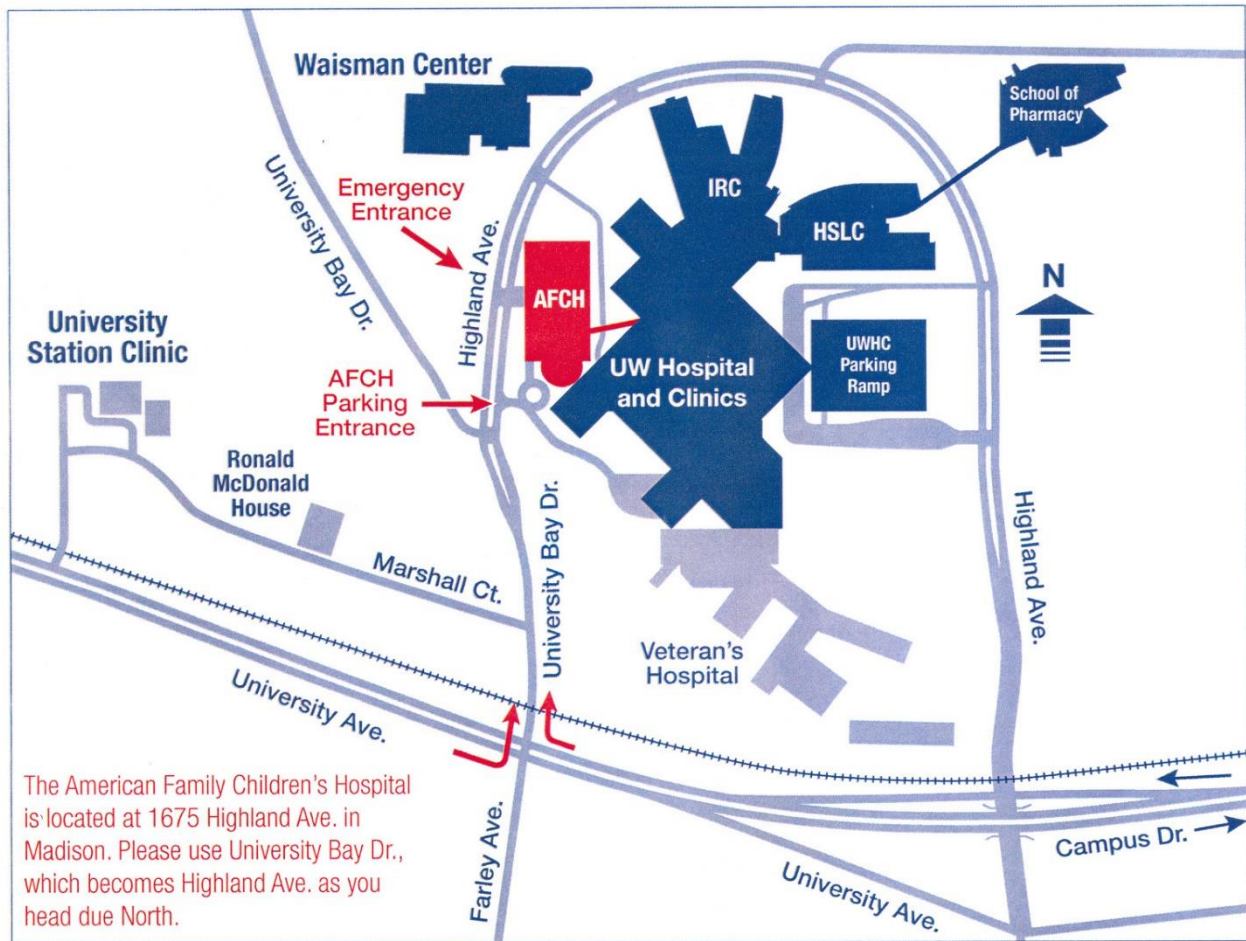 Waisman Center
School of
Pharmacy
IRC
HSLC
Emergency
Entrance
University Bay Dr.
Highland Ave.
AFCH
N
University
Station Clinic
UW Hospital
and Clinics
UWHC
Parking
Ramp
AFCH
Parking
Entrance
Ronald
McDonald
House
Marshall Ct.
University Bay Dr.
Highland Ave.
Veteran's
Hospital
University Ave.
The American Family Children's Hospital
is located at 1675 Highland Ave. in
Madison. Please use University Bay Dr.,
which becomes Highland Ave. as you
head due North.
Farley Ave.
University Ave.
Campus Dr.